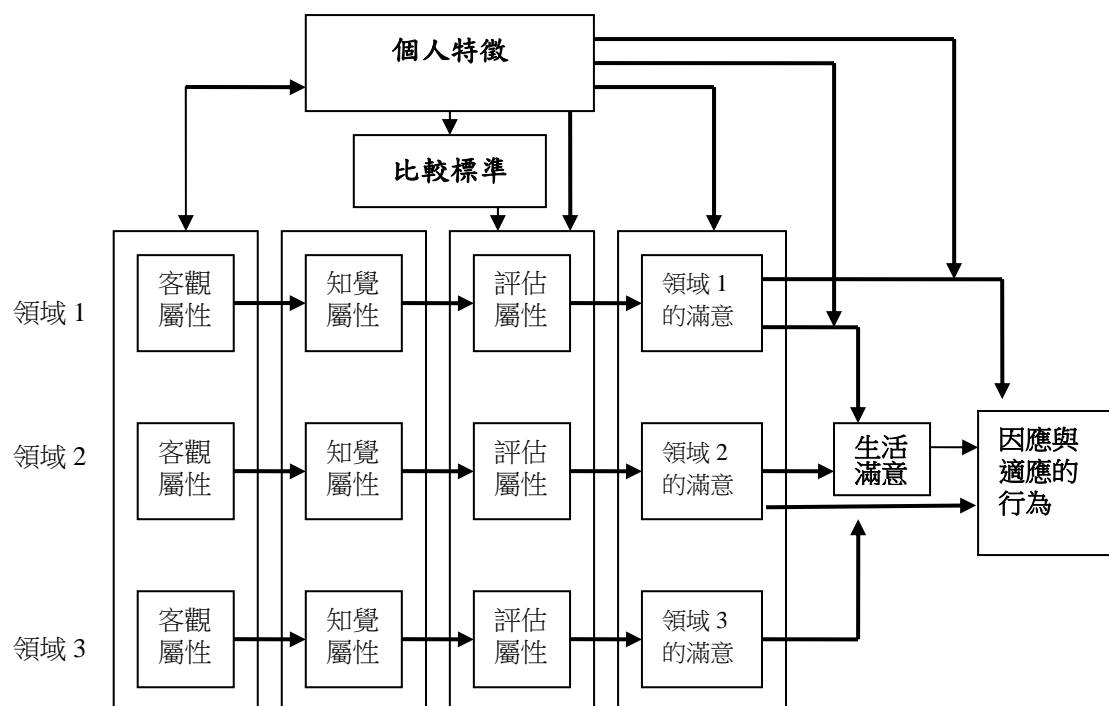 個人特徵
比較標準
領域 1
客觀
屬性
知覺
屬性
評估
屬性
領域 1
的滿意
領域 2
客觀
屬性
知覺
屬性
評估
屬性
領域 2
的滿意
生活
滿意
因應與
適應的
行為
領域 3
客觀
屬性
知覺
屬性
評估
屬性
領域 3
的滿意